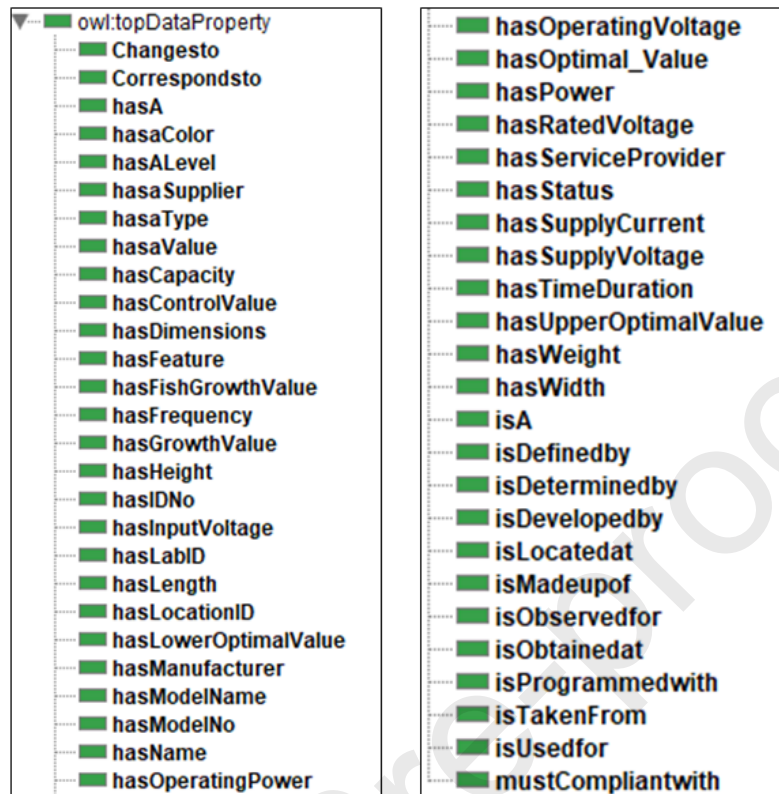 owl:topDataProperty
Changesto
Correspondsto
hasA
hasaColor
hasALevel
hasaSupplier
hasaType
hasaValue
hasCapacity
hasControlValue
hasDimensions
hasFeature
hasFishGrowthValue
hasFrequency
hasGrowthValue
hasHeight
hasIDNo
hasInputVoltage
hasLabID
hasLength
hasLocationID
hasLowerOptimalValue
hasManufacturer
hasModelName
hasModelNo
hasName
hasOperatingPower
hasOperatingVoltage
hasOptimal_Value
hasPower
hasRatedVoltage
hasServiceProvider
hasStatus
hasSupplyCurrent
hasSupplyVoltage
hasTimeDuration
hasUpperOptimalValue
hasWeight
hasWidth
isA
isDefinedby
isDeterminedby
isDevelopedby
isLocatedat
isMadeupof
isObservedfor
isObtainedat
isProgrammedwith
isTakenFrom
isUsedfor
mustCompliantwith
re-proo